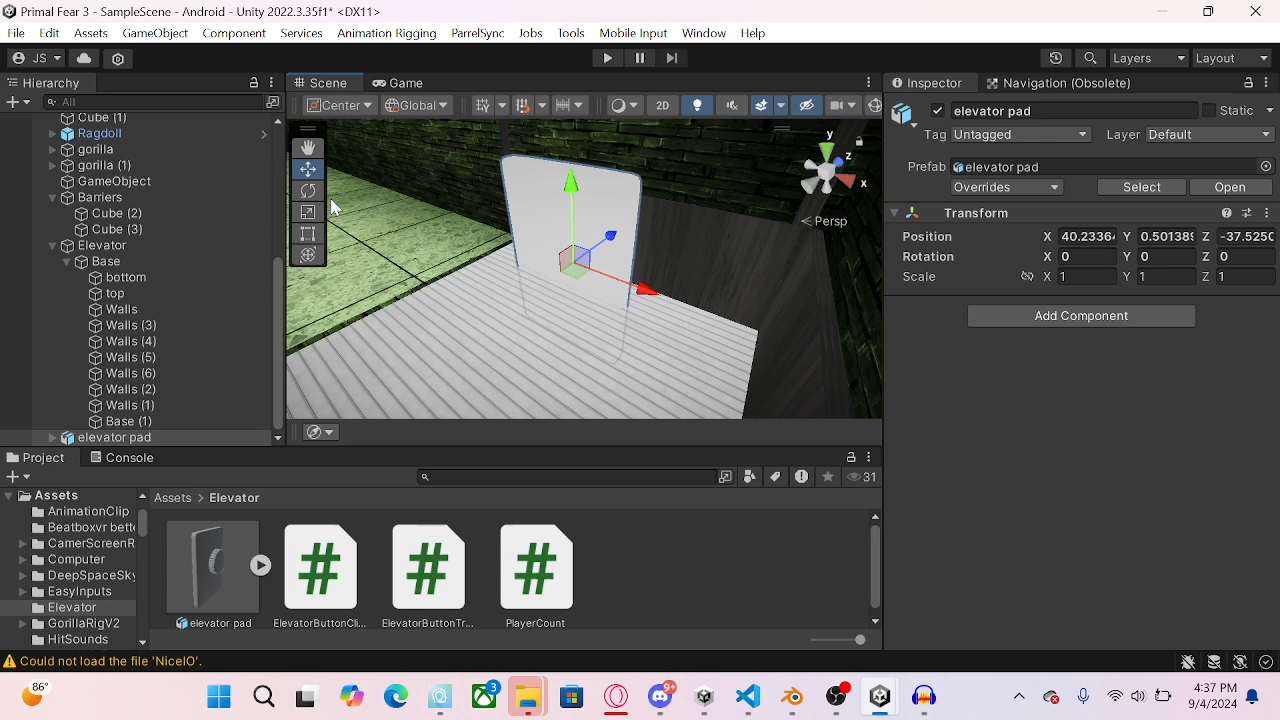 Primal Fear 3 - SampleScene - Android - Unity 2022.3.35f1* <DX11>
File Edit Assets GameObject Component Services Animation Rigging ParrelSync Jobs Tools Mobile Input Window Help
JS Layers Layout
Hierarchy
All
Cube (1)
Ragdoll
gorilla
gorilla (1)
GameObject
Barriers
Cube (2)
Cube (3)
Elevator
Base
bottom
top
Walls
Walls (3)
Walls (4)
Walls (5)
Walls (6)
Walls (2)
Walls (1)
Base (1)
elevator pad
Scene Game
Center Global 2D
y
z
x
Persp
Inspector Navigation (Obsolete)
elevator pad Static
Tag Untagged Layer Default
Prefab elevator pad
Overrides Select Open
Transform
Position X 40.23364 Y 0.501389 Z -37.5250
Rotation X 0 Y 0 Z 0
Scale X 1 Y 1 Z 1
Add Component
Project Console
31
Assets
AnimationClip
Beatboxvr bette
CamerScreenR
Computer
DeepSpaceSky
EasyInputs
Elevator
GorillaRigV2
HitSounds
Assets > Elevator
elevator pad ElevatorButtonCli... ElevatorButtonTr... PlayerCount
Could not load the file 'NiceIO'.
86°
3
9+
4:37 PM
9/4/2024